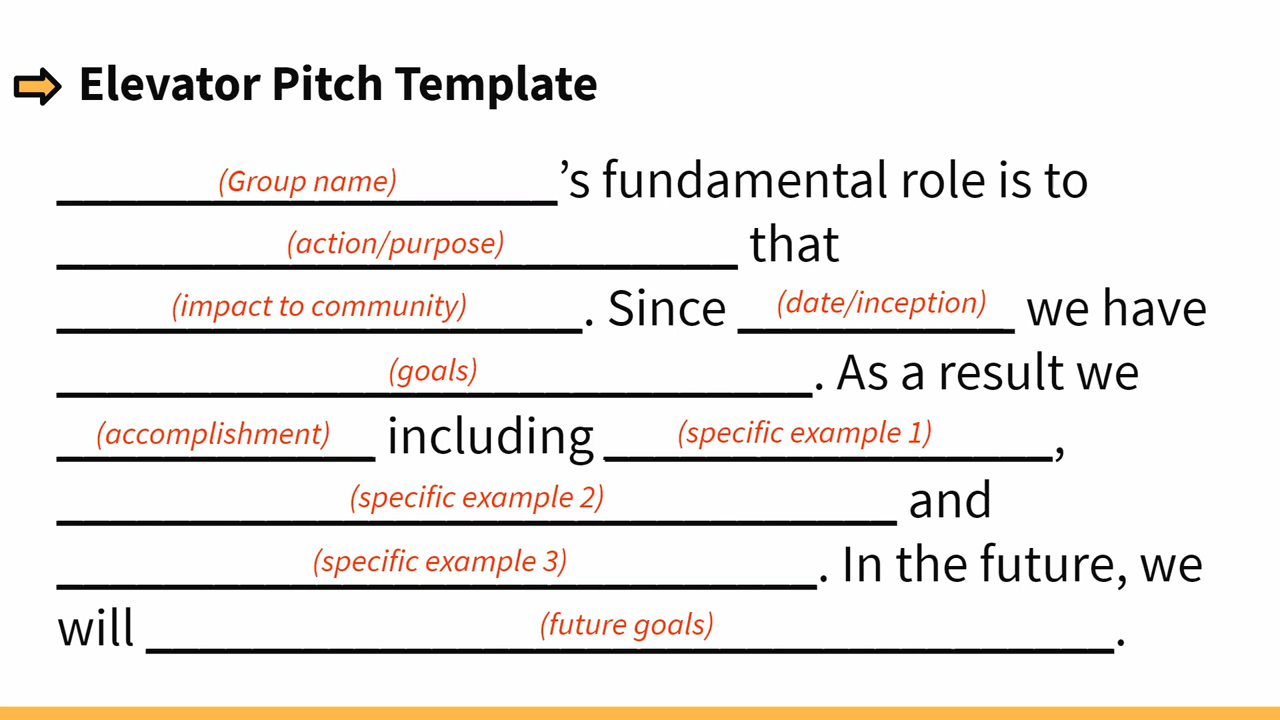 Elevator Pitch Template
(Group name)’s fundamental role is to
(action/purpose) that
(impact to community). Since (date/inception) we have
(goals). As a result we
(accomplishment) including (specific example 1),
(specific example 2) and
(specific example 3). In the future, we
will (future goals).